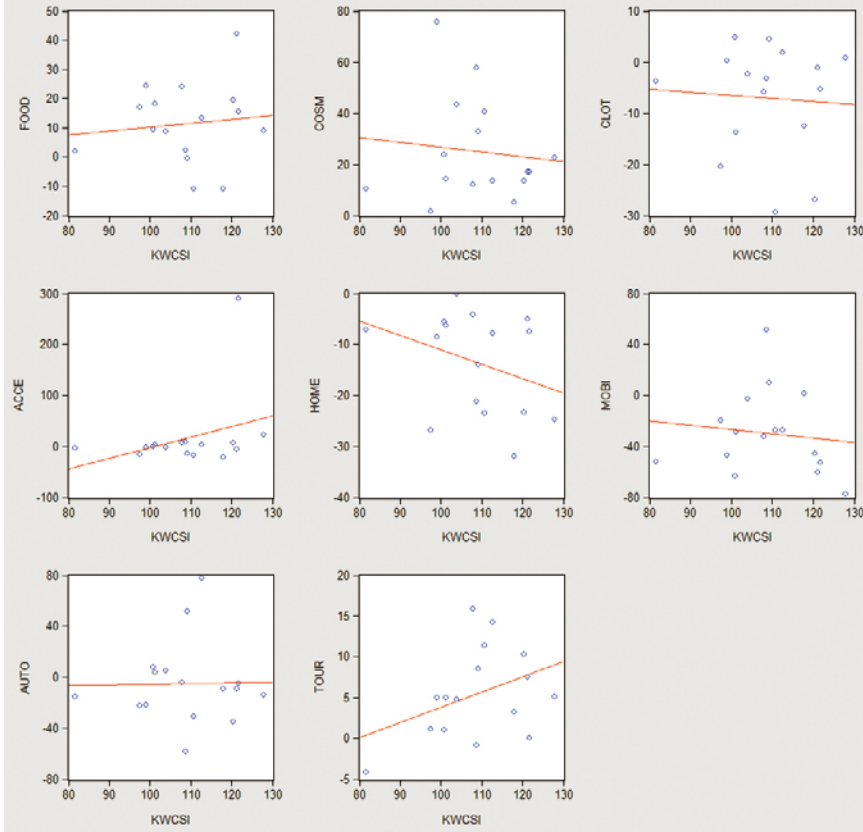 50 60 10
40 50 0
30 40 -10
20 20 -20
10 0 -30
0
-10
-20
FOOD COSM CLOT
80 90 100 110 120 130 80 90 100 110 120 130 80 90 100 110 120 130
KWCSI KWCSI KWCSI
300 0 80
200 -10 40
100 -20 0
0 -30 -40
-100 -40 -80
ACCE HOME MOBI
80 90 100 110 120 130 80 90 100 110 120 130 80 90 100 110 120 130
KWCSI KWCSI KWCSI
80 20
40 15
0 10
-40 5
-80 0
-5
AUTO TOUR
80 90 100 110 120 130 80 90 100 110 120 130
KWCSI KWCSI